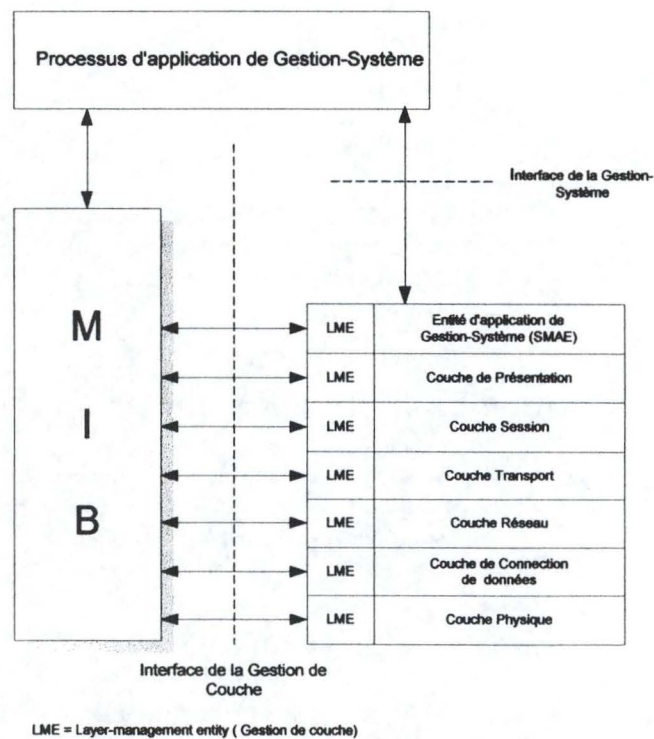 Processus d'application de Gestion-Système
Interface de la Gestion-
Système
M
I
B
LME
Entité d'application de
Gestion-Système (SMAE)
LME
Couche de Présentation
LME
Couche Session
LME
Couche Transport
LME
Couche Réseau
LME
Couche de Connection
de données
LME
Couche Physique
Interface de la Gestion de
Couche
LME = Layer-management entity ( Gestion de couche)